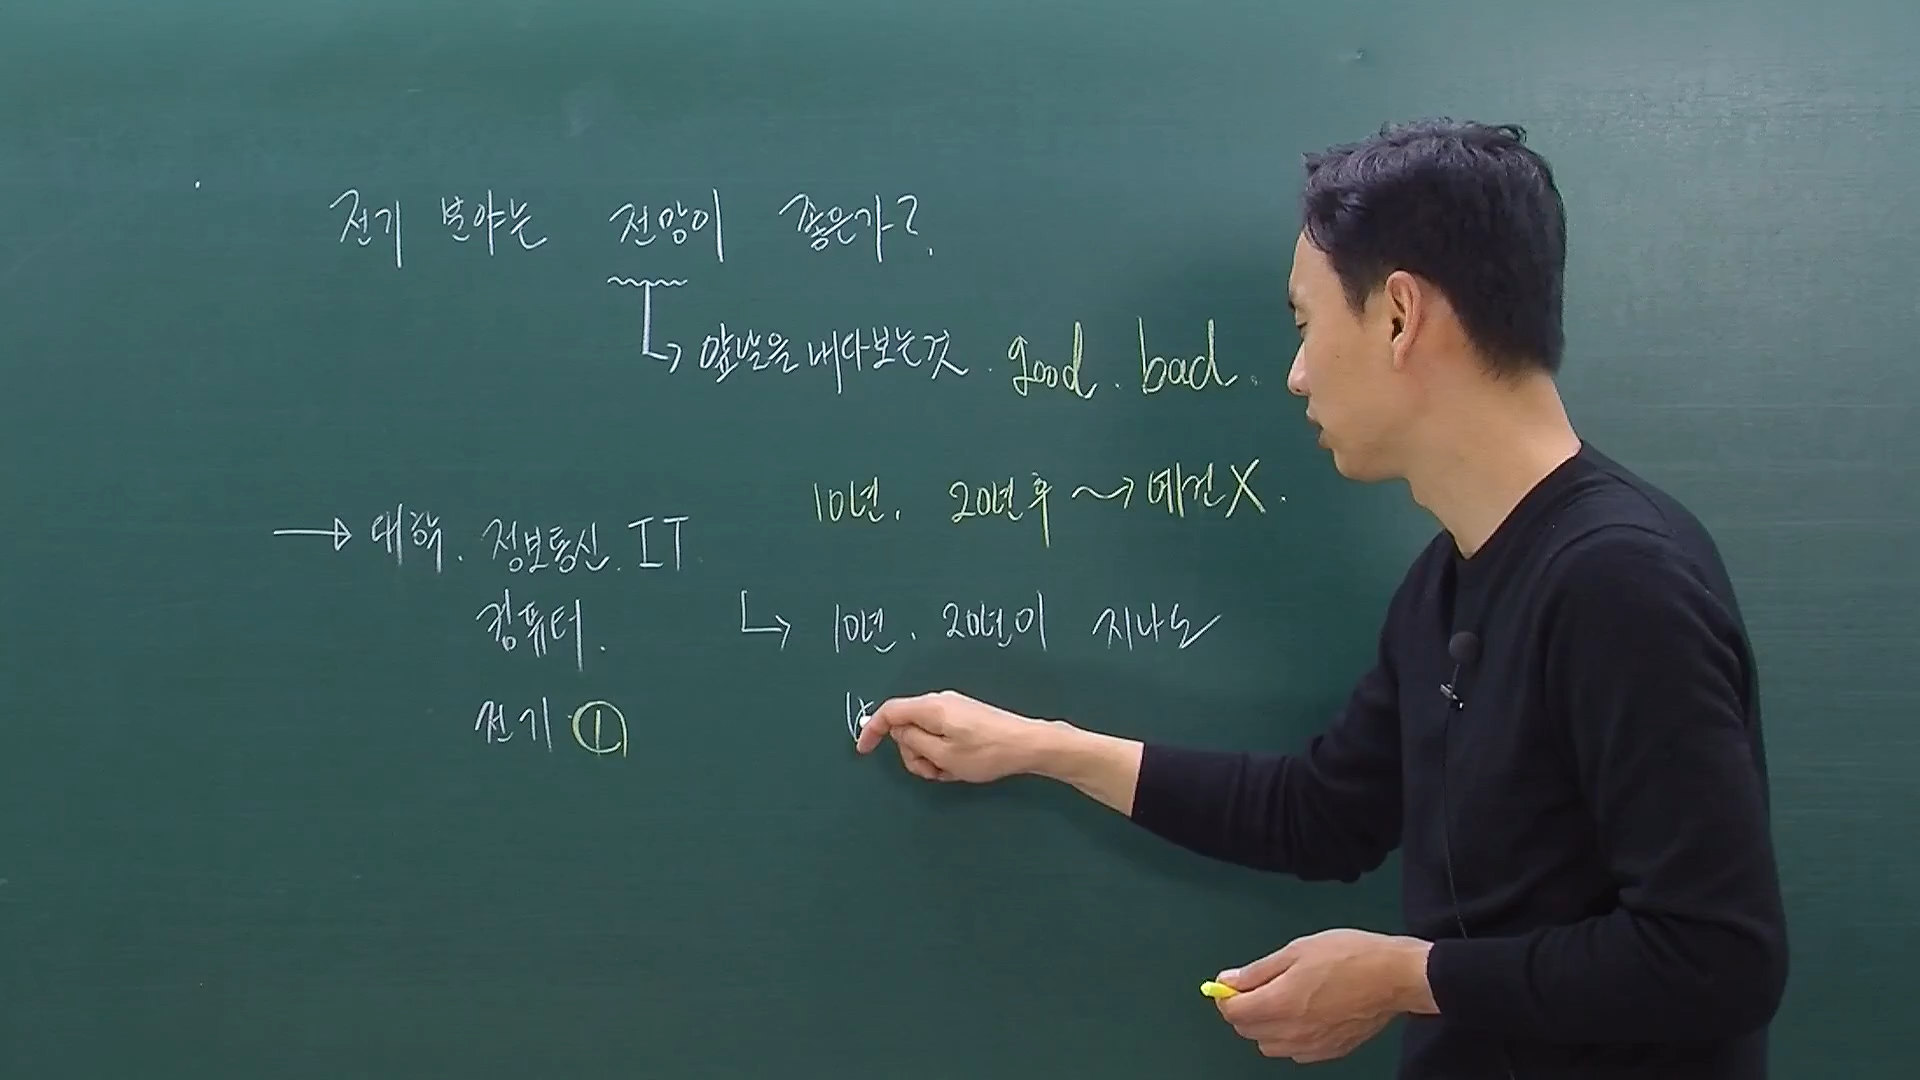 전기 분야는 전망이 좋은가?
앞날을 내다보는것. good. bad.
10년. 20년후 → 예견X.
→ 대학. 정보통신. IT
컴퓨터.
전기 ①
10년. 20년이 지나도